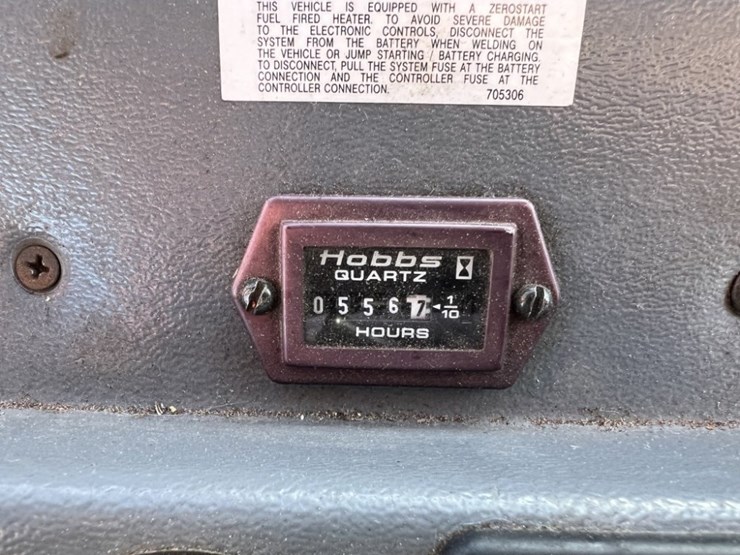 THIS VEHICLE IS EQUIPPED WITH A ZEROSTART
FUEL FIRED HEATER. TO AVOID SEVERE DAMAGE
TO THE ELECTRONIC CONTROLS, DISCONNECT THE
SYSTEM FROM THE BATTERY WHEN WELDING ON
THE VEHICLE OR JUMP STARTING / BATTERY CHARGING.
TO DISCONNECT, PULL THE SYSTEM FUSE AT THE BATTERY
CONNECTION AND THE CONTROLLER FUSE AT THE
CONTROLLER CONNECTION. 705306
Hobbs
QUARTZ
0 5 5 6 7 ◄ 1/10
HOURS